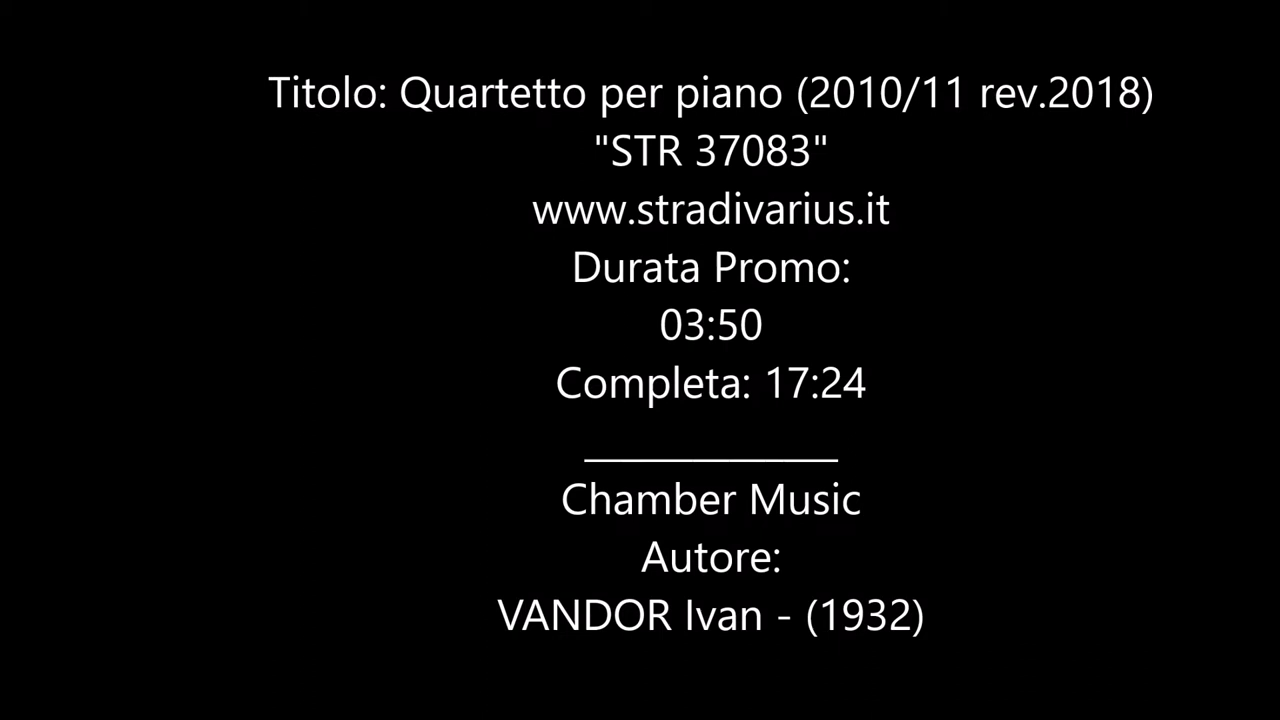 Titolo: Quartetto per piano (2010/11 rev.2018)
"STR 37083"
www.stradivarius.it
Durata Promo:
03:50
Completa: 17:24
______________
Chamber Music
Autore:
VANDOR Ivan - (1932)